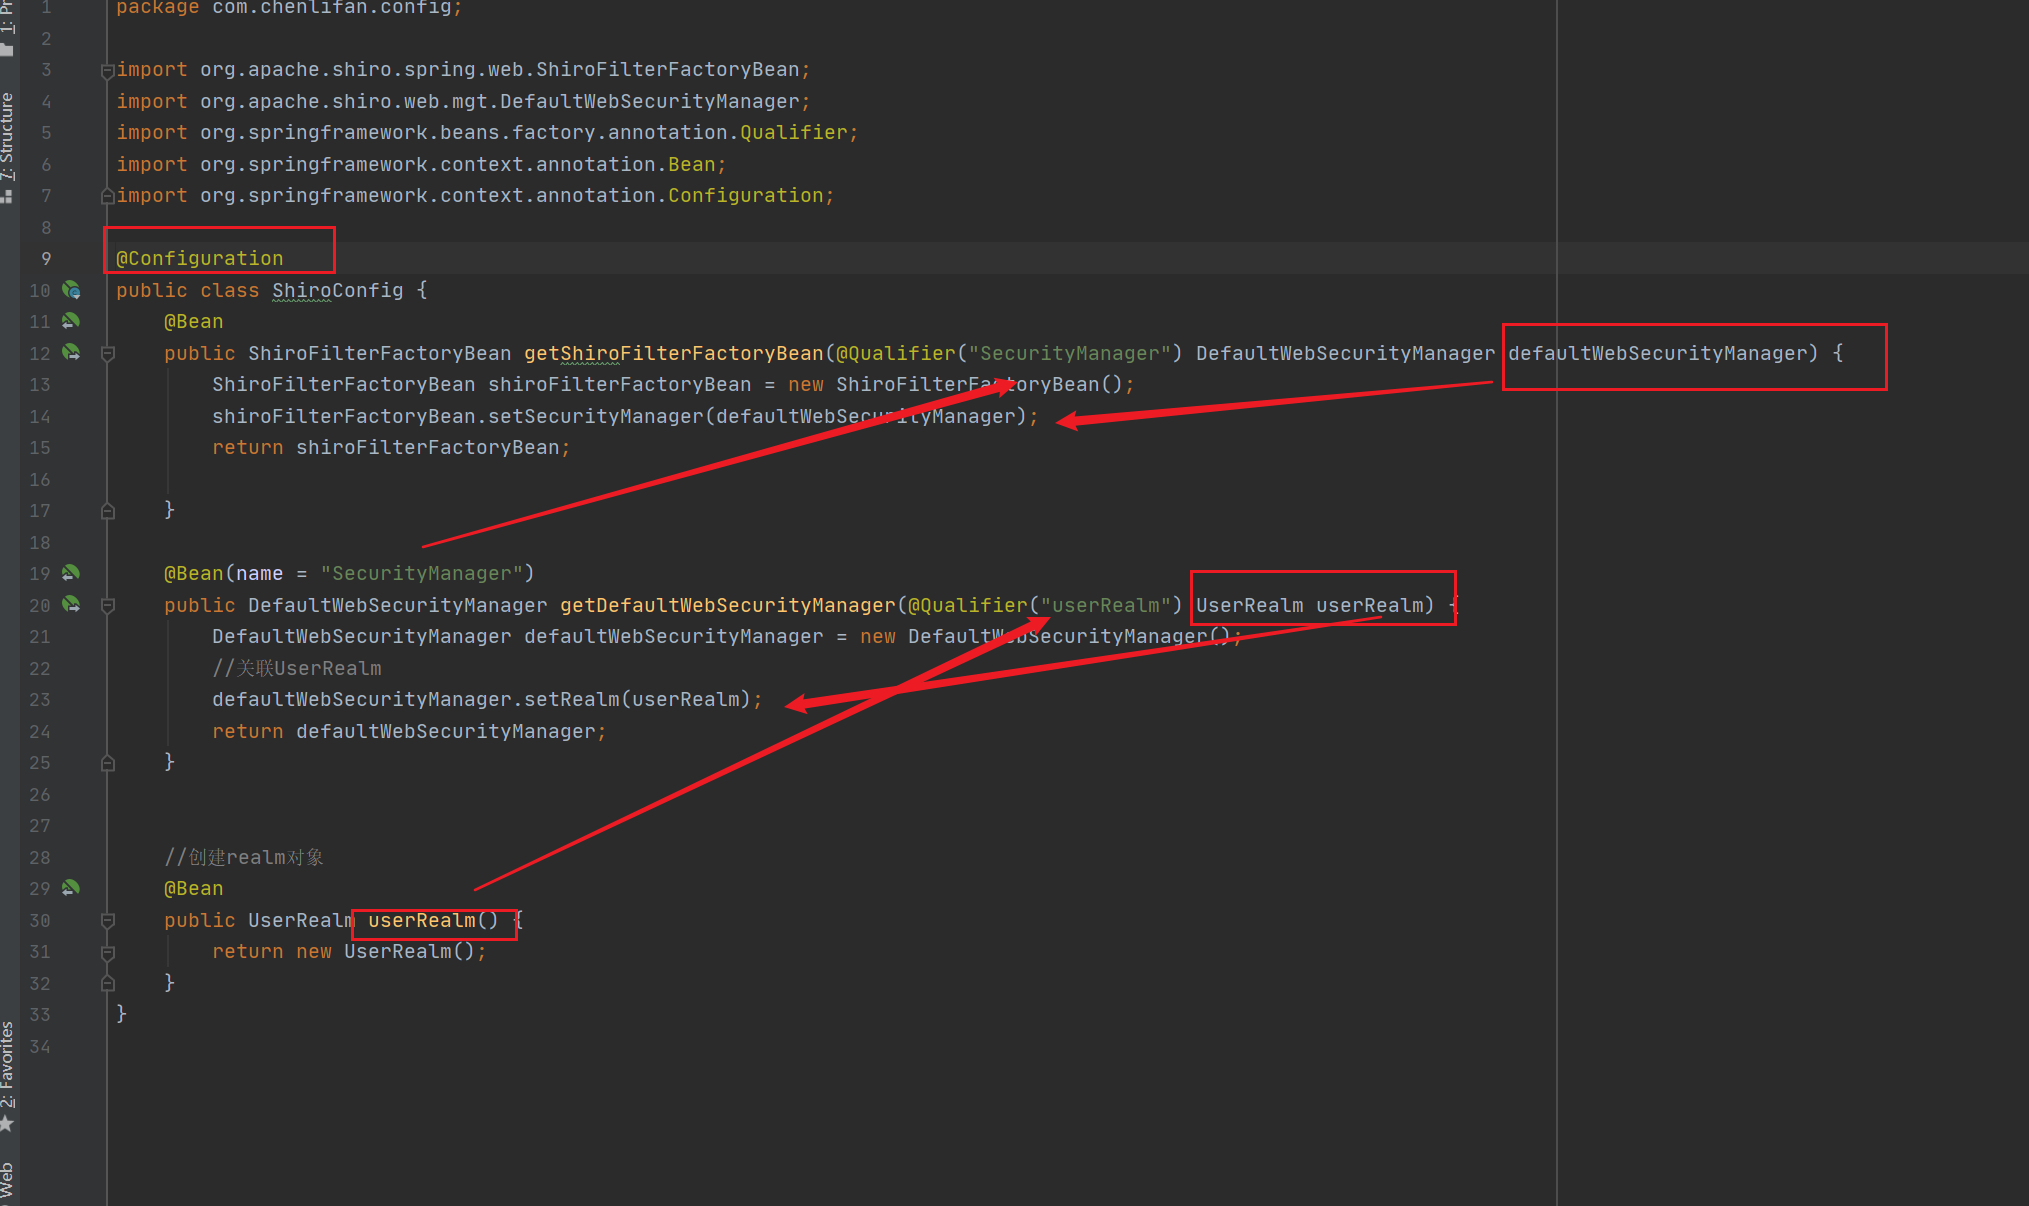 1: Pr
7: Structure
2: Favorites
Web
1 package com.chenlifan.config;
2
3 import org.apache.shiro.spring.web.ShiroFilterFactoryBean;
4 import org.apache.shiro.web.mgt.DefaultWebSecurityManager;
5 import org.springframework.beans.factory.annotation.Qualifier;
6 import org.springframework.context.annotation.Bean;
7 import org.springframework.context.annotation.Configuration;
8
9 @Configuration
10 public class ShiroConfig {
11 @Bean
12 public ShiroFilterFactoryBean getShiroFilterFactoryBean(@Qualifier("SecurityManager") DefaultWebSecurityManager defaultWebSecurityManager) {
13 ShiroFilterFactoryBean shiroFilterFactoryBean = new ShiroFilterFactoryBean();
14 shiroFilterFactoryBean.setSecurityManager(defaultWebSecurityManager);
15 return shiroFilterFactoryBean;
16
17 }
18
19 @Bean(name = "SecurityManager")
20 public DefaultWebSecurityManager getDefaultWebSecurityManager(@Qualifier("userRealm") UserRealm userRealm) {
21 DefaultWebSecurityManager defaultWebSecurityManager = new DefaultWebSecurityManager();
22 //关联UserRealm
23 defaultWebSecurityManager.setRealm(userRealm);
24 return defaultWebSecurityManager;
25 }
26
27
28 //创建realm对象
29 @Bean
30 public UserRealm userRealm() {
31 return new UserRealm();
32 }
33 }
34